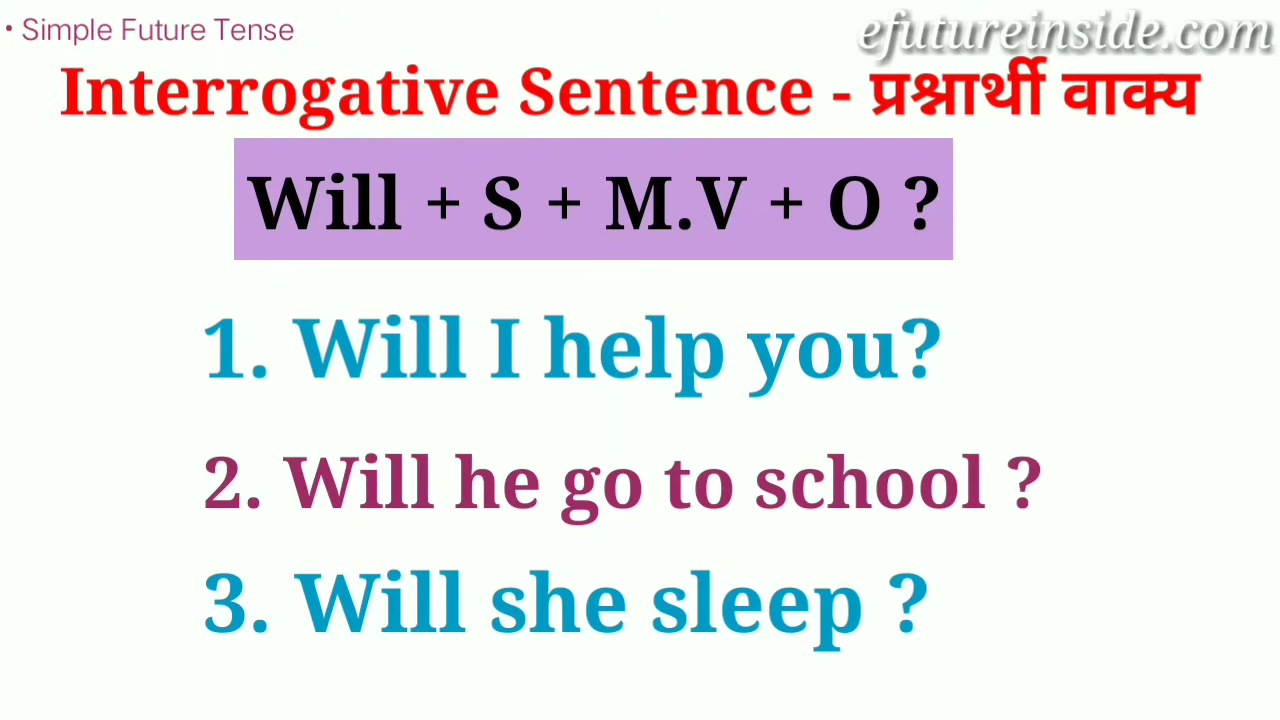 • Simple Future Tense
efutureinside.com
Interrogative Sentence - प्रश्नार्थी वाक्य
Will + S + M.V + O ?
1. Will I help you?
2. Will he go to school ?
3. Will she sleep ?